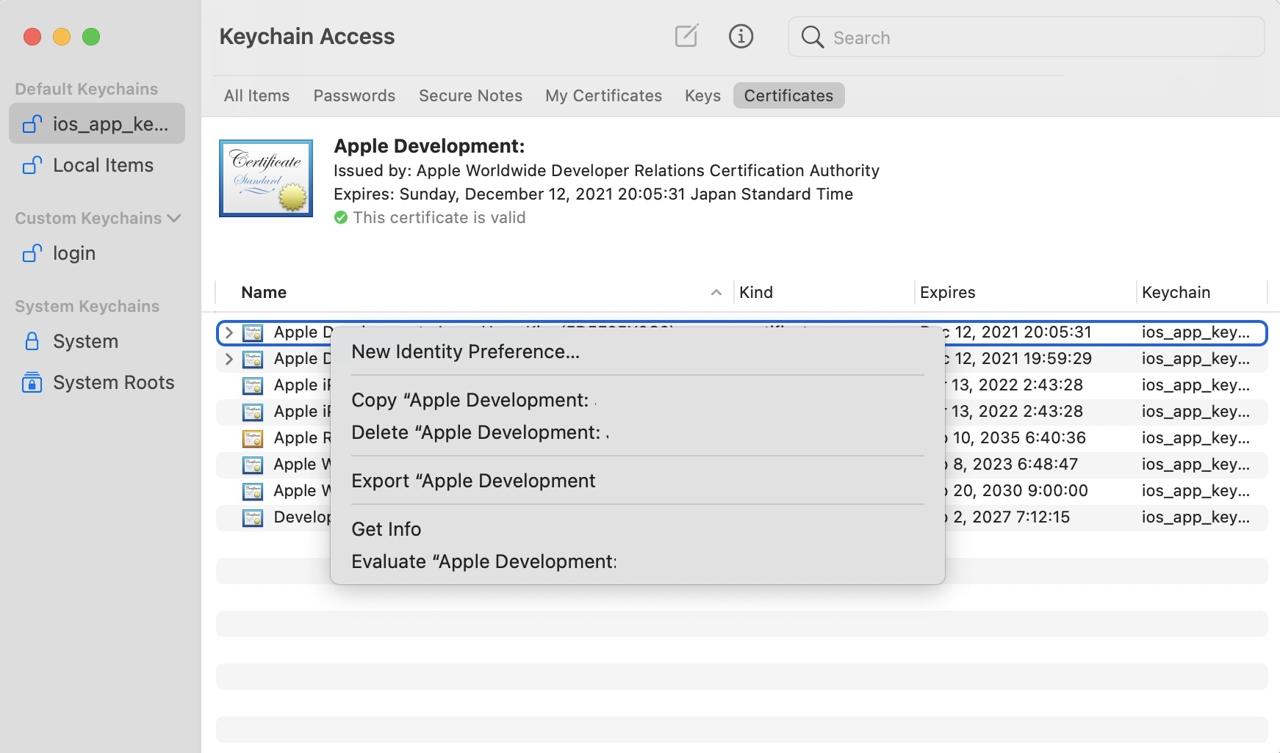 Keychain Access
Search
Default Keychains
ios_app_ke...
Local Items
Custom Keychains
login
System Keychains
System
System Roots
All Items Passwords Secure Notes My Certificates Keys Certificates
Certificate
Standard
Apple Development:
Issued by: Apple Worldwide Developer Relations Certification Authority
Expires: Sunday, December 12, 2021 20:05:31 Japan Standard Time
This certificate is valid
Name Kind Expires Keychain
Apple 12, 2021 20:05:31 ios_app_key...
Apple 12, 2021 19:59:29 ios_app_key...
Apple 13, 2022 2:43:28 ios_app_key...
Apple 13, 2022 2:43:28 ios_app_key...
Apple R 10, 2035 6:40:36 ios_app_key...
Apple W 8, 2023 6:48:47 ios_app_key...
Apple W 20, 2030 9:00:00 ios_app_key...
Develop 2, 2027 7:12:15 ios_app_key...
New Identity Preference...
Copy “Apple Development:
Delete “Apple Development:
Export “Apple Development
Get Info
Evaluate “Apple Development: